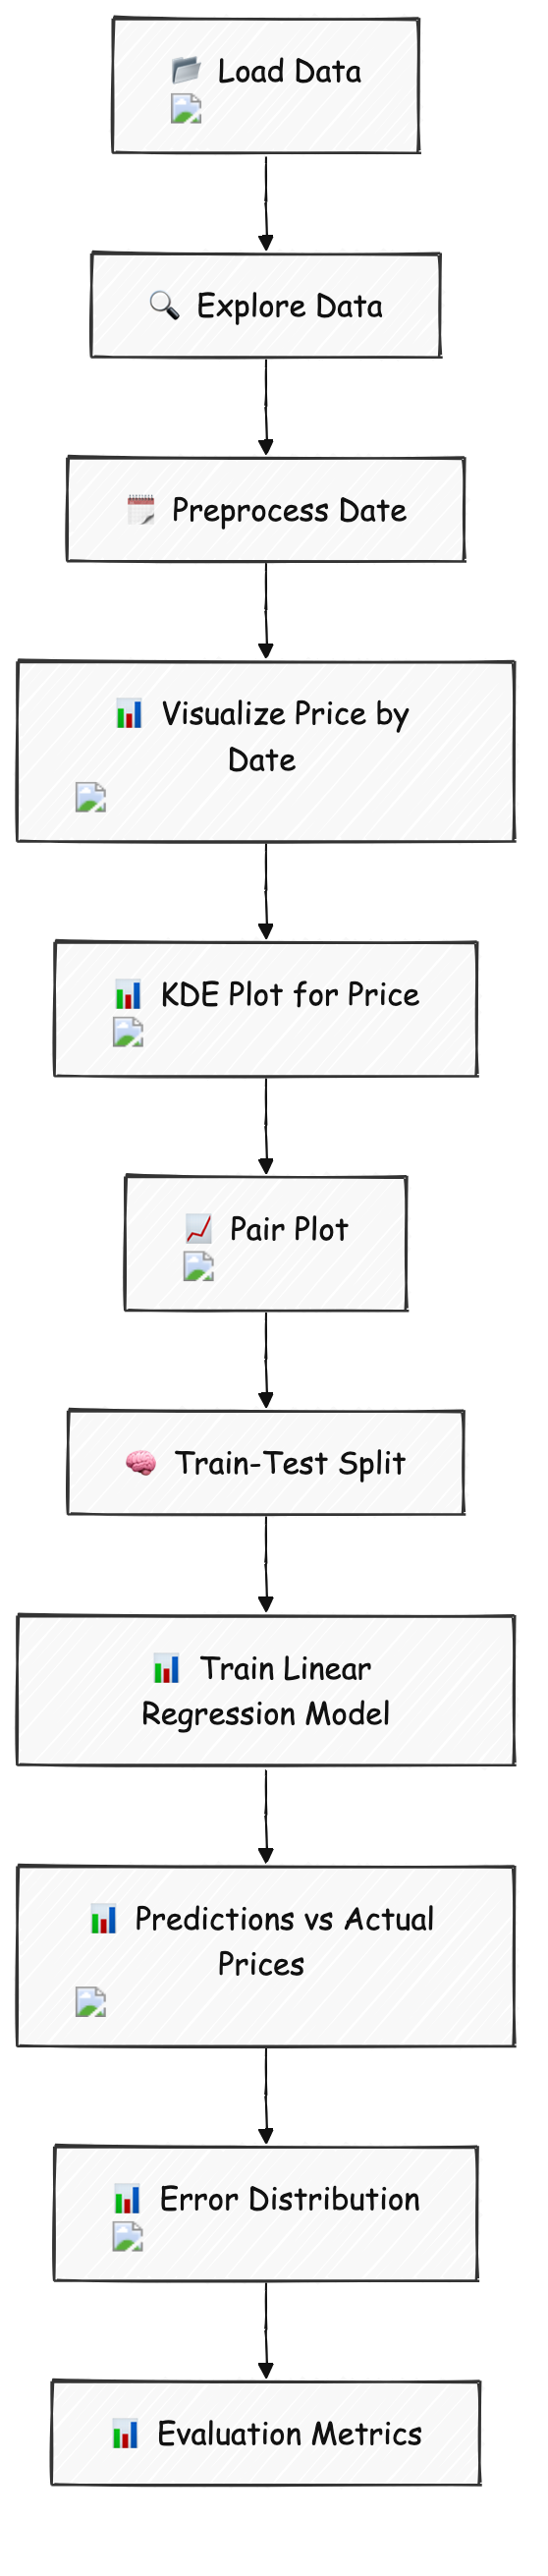 Load Data
Explore Data
Preprocess Date
Visualize Price by
Date
KDE Plot for Price
Pair Plot
Train-Test Split
Train Linear
Regression Model
Predictions vs Actual
Prices
Error Distribution
Evaluation Metrics